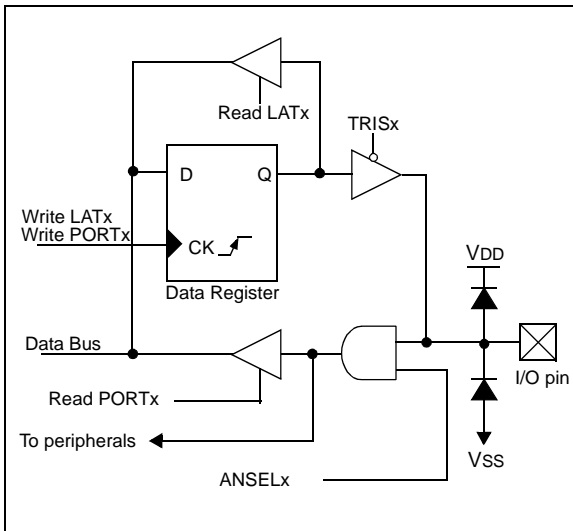 Read LATx
TRISx
D Q
Write LATx
Write PORTx
CK
Data Register
VDD
Data Bus
I/O pin
Read PORTx
To peripherals
VSS
ANSELx